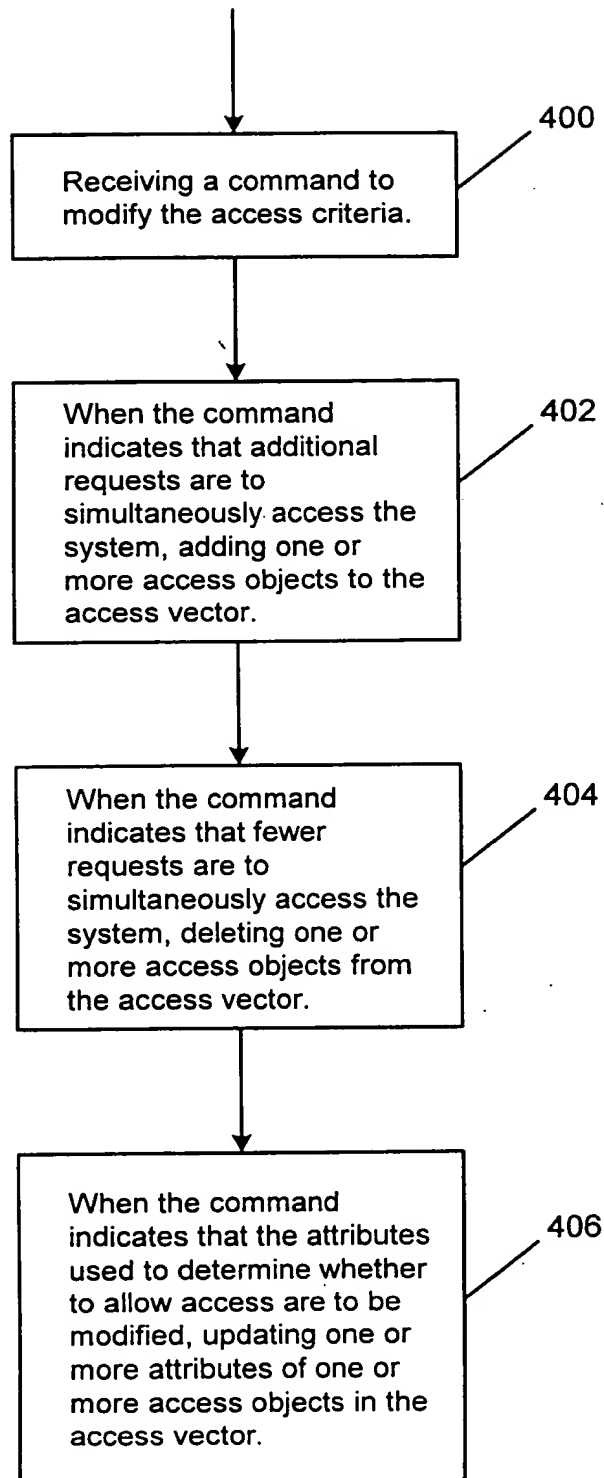 400
Receiving a command to
modify the access criteria.
402
When the command
indicates that additional
requests are to
simultaneously access the
system, adding one or
more access objects to the
access vector.
404
When the command
indicates that fewer
requests are to
simultaneously access the
system, deleting one or
more access objects from
the access vector.
406
When the command
indicates that the attributes
used to determine whether
to allow access are to be
modified, updating one or
more attributes of one or
more access objects in the
access vector.